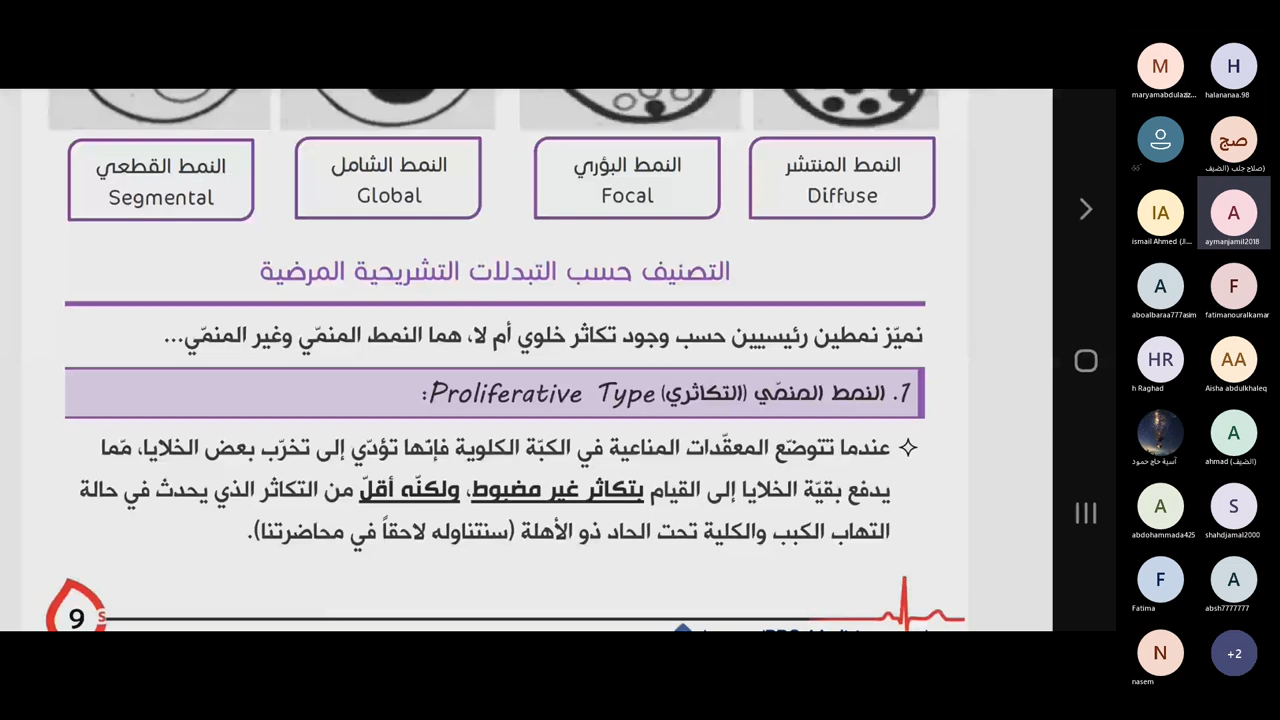 النمط المنتشر
Diffuse
النمط البؤري
Focal
النمط الشامل
Global
النمط القطعي
Segmental
التصنيف حسب التبدلات التشريحية المرضية
نميّز نمطين رئيسيين حسب وجود تكاثر خلوي أم لا، هما النمط المنمّي وغير المنمّي...
1. النمط المنمّي (التكاثري) Proliferative Type:
عندما تتوضّع المعقّدات المناعية في الكبّة الكلوية فإنّها تؤدّي إلى تخرّب بعض الخلايا، مّما
يدفع بقيّة الخلايا إلى القيام بتكاثر غير مضبوط، ولكنّه أقلّ من التكاثر الذي يحدث في حالة
التهاب الكبب والكلية تحت الحاد ذو الأهلة (سنتناوله لاحقاً في محاضرتنا).
9
M
maryamabdulaziz...
H
halananaa.98
صج
صلاح جلب (الضيف)
IA
ismail Ahmed (ال...
A
aymanjamil2018
A
aboalbaraa777asim
F
fatimanouralkamar
HR
h Raghad
AA
Aisha abdulkhaleq
آسية حاج حمود
A
ahmad (الضيف)
A
abdohammada425
S
shahdjamal2000
F
Fatima
A
absh7777777
N
nasem
+2